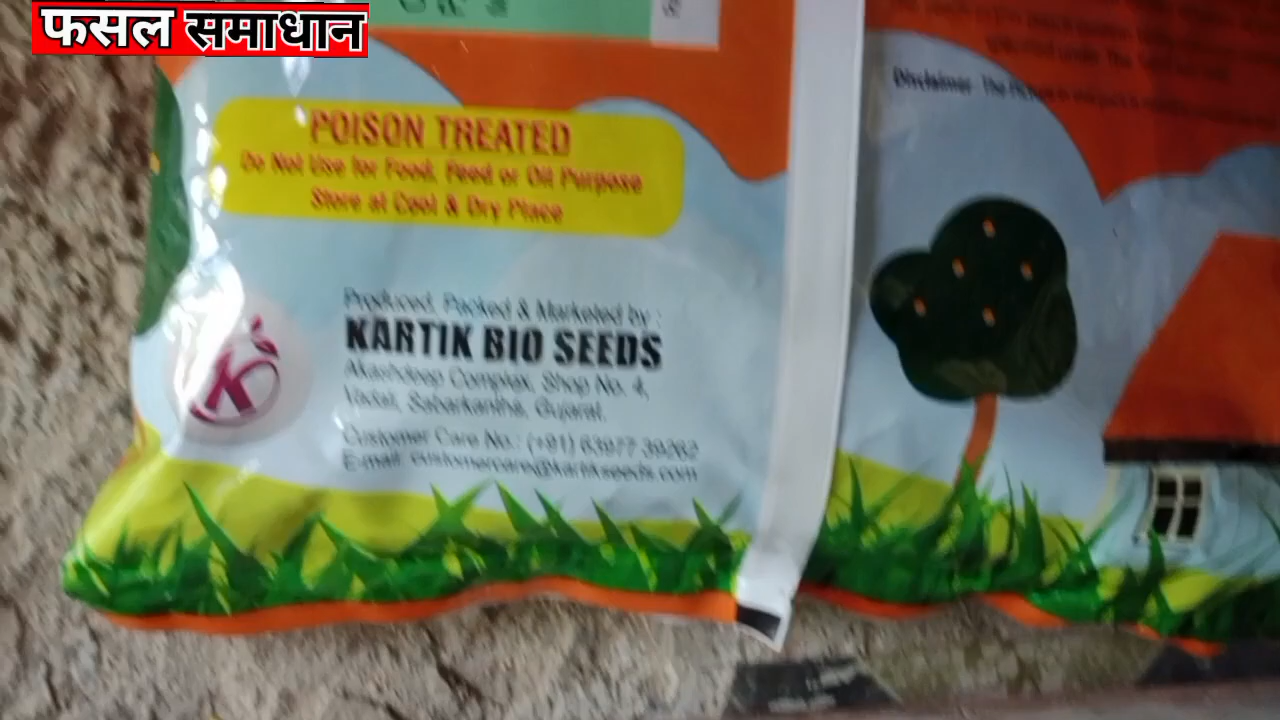 फसल समाधान
POISON TREATED
Do Not Use for Food, Feed or Oil Purpose
Store at Cool & Dry Place
Produced, Packed & Marketed by :
KARTIK BIO SEEDS
Akashdeep Complex, Shop No. 4,
Vadali, Sabarkantha, Gujarat.
Customer Care No.: (+91) 63977 39262
E-mail: customercare@kartikseeds.com
Disclaimer- The Picture